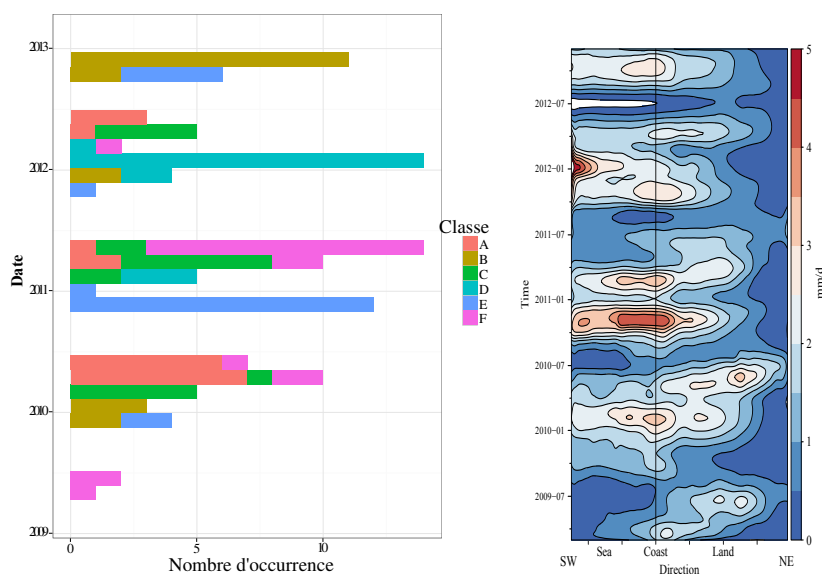 2013
2012
2011
2010
2009
Date
0
5
10
Nombre d'occurrence
Classe
A
B
C
D
E
F
2012-07
2012-01
2011-07
2011-01
2010-07
2010-01
2009-07
Time
SW
Sea
Coast
Land
NE
Direction
5
4
3
2
1
0
mm/d